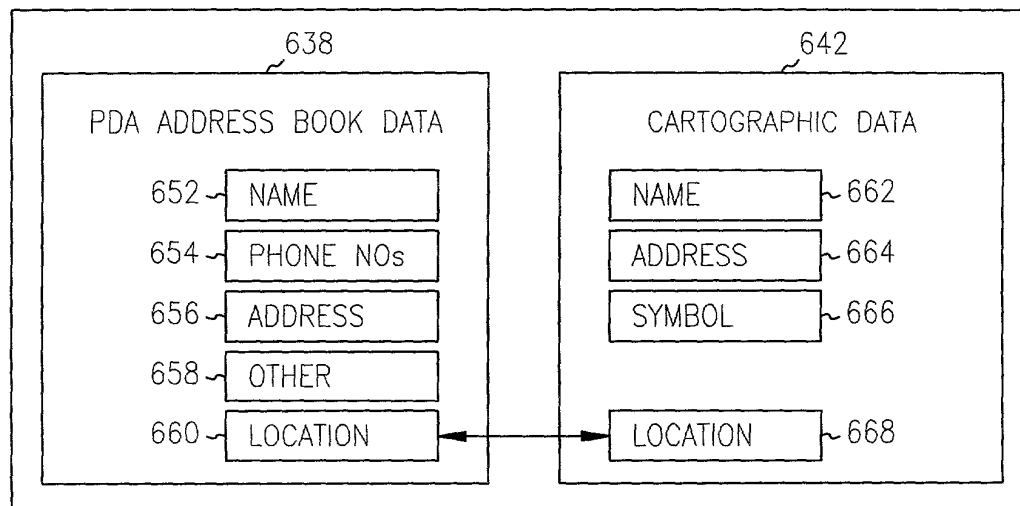 638
642
PDA ADDRESS BOOK DATA
CARTOGRAPHIC DATA
652 NAME
NAME 662
654 PHONE NOs
ADDRESS 664
656 ADDRESS
SYMBOL 666
658 OTHER
660 LOCATION
LOCATION 668